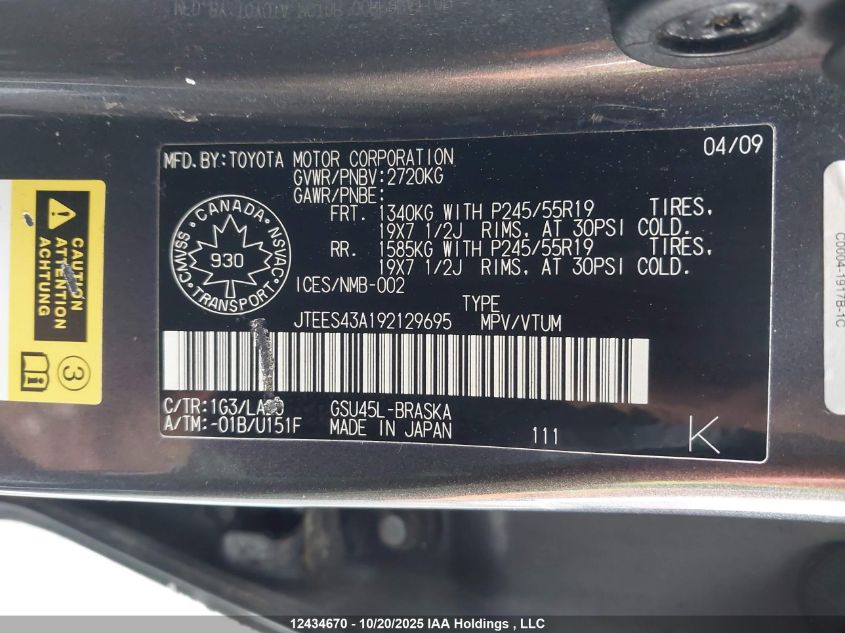 MFD. BY: TOYOTA MOTOR CORPORATION 04/09
GVWR/PNBV: 2720KG
GAWR/PNBE:
FRT. 1340KG WITH P245/55R19 TIRES,
19X7 1/2J RIMS, AT 30PSI COLD.
RR. 1585KG WITH P245/55R19 TIRES,
19X7 1/2J RIMS, AT 30PSI COLD.
ICES/NMB-002
CANADA
CMVSS NSVAC
930
TRANSPORT
TYPE
JTEES43A192129695 MPV/VTUM
C/TR: 1G3/LA GSU45L-BRASKA
A/TM: -01B/U151F MADE IN JAPAN 111 K
CAUTION
ATTENTION
ACHTUNG
3
C0004-1917B-1C
12434670 - 10/20/2025 IAA Holdings , LLC